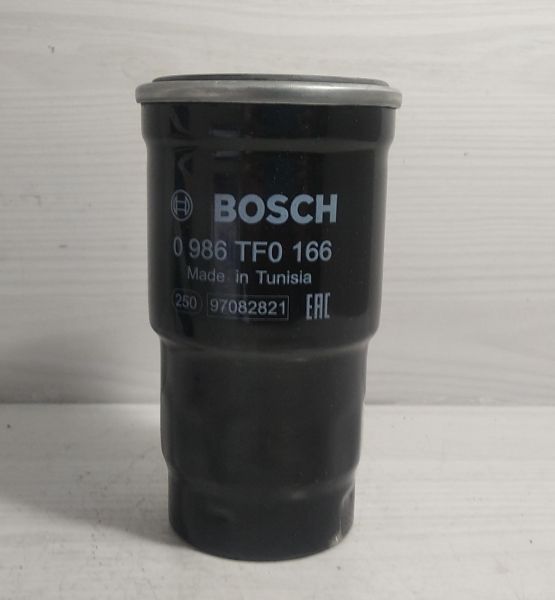 BOSCH
0 986 TF0 166
Made in Tunisia
250 97082821 EAC